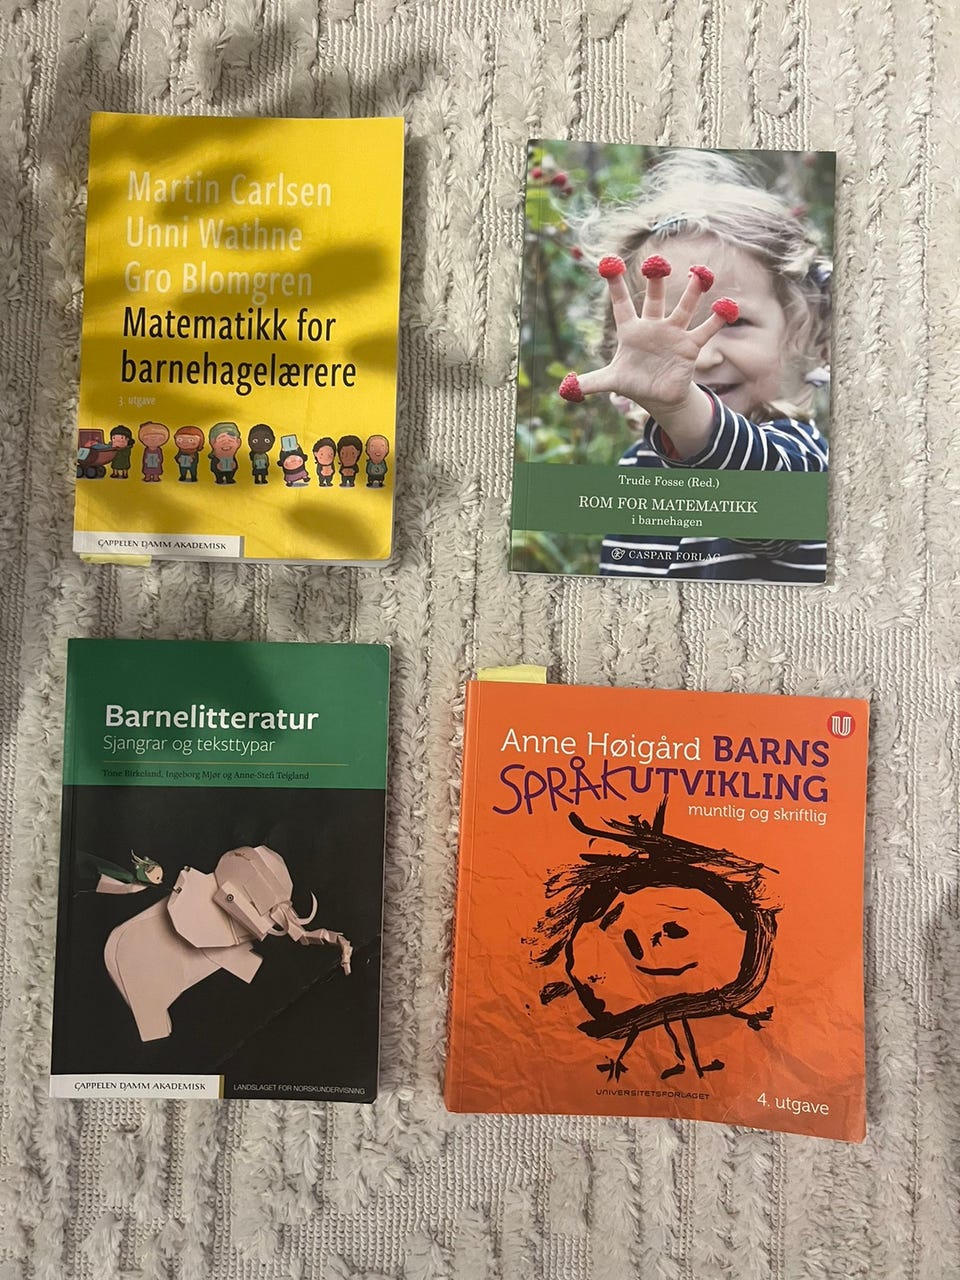 Martin Carlsen
Unni Wathne
Gro Blomgren
Matematikk for
barnehagelærere
3. utgave
CAPPELEN DAMM AKADEMISK
Trude Fosse (Red.)
ROM FOR MATEMATIKK
i barnehagen
CASPAR FORLAG
Barnelitteratur
Sjangrar og teksttypar
Tone Birkeland, Ingeborg Mjør og Anne-Stefi Teigland
CAPPELEN DAMM AKADEMISK
LANDSLAGET FOR NORSKUNDERVISNING
Anne Høigård BARNS
SPRÅKUTVIKLING
muntlig og skriftlig
UNIVERSITETSFORLAGET
4. utgave